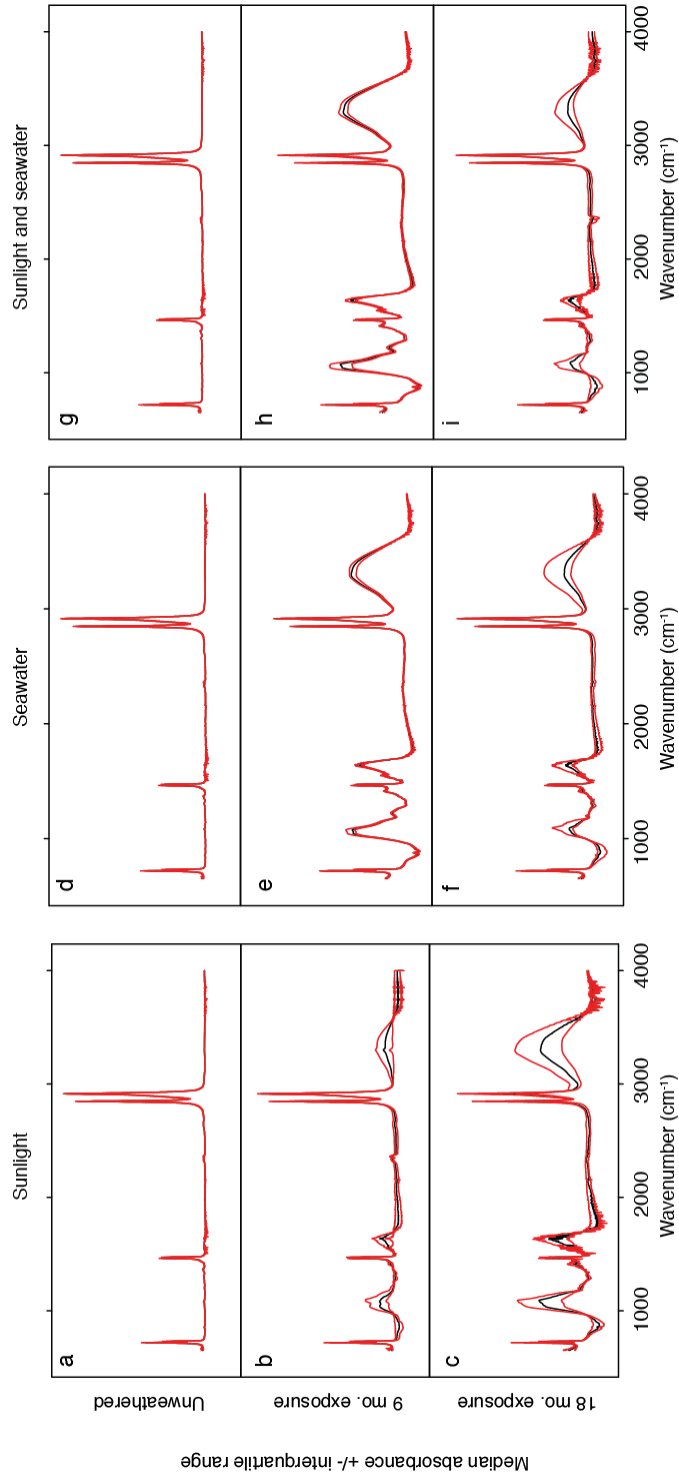 Sunlight
Seawater
Sunlight and seawater
Median absorbance +/- interquartile range
Unweathered
a
d
g
9 mo. exposure
b
e
h
18 mo. exposure
c
f
i
1000 2000 3000 4000
1000 2000 3000 4000
1000 2000 3000 4000
Wavenumber (cm⁻¹)
Wavenumber (cm⁻¹)
Wavenumber (cm⁻¹)